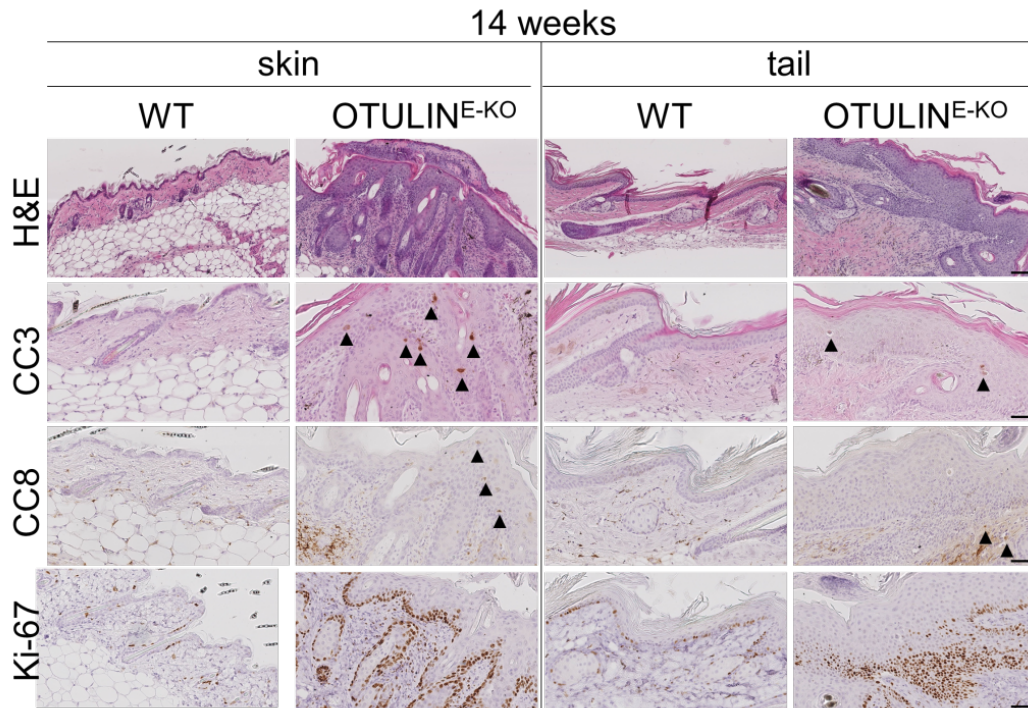 14 weeks
skin tail
WT OTULIN^E-KO WT OTULIN^E-KO
H&E
CC3
CC8
Ki-67